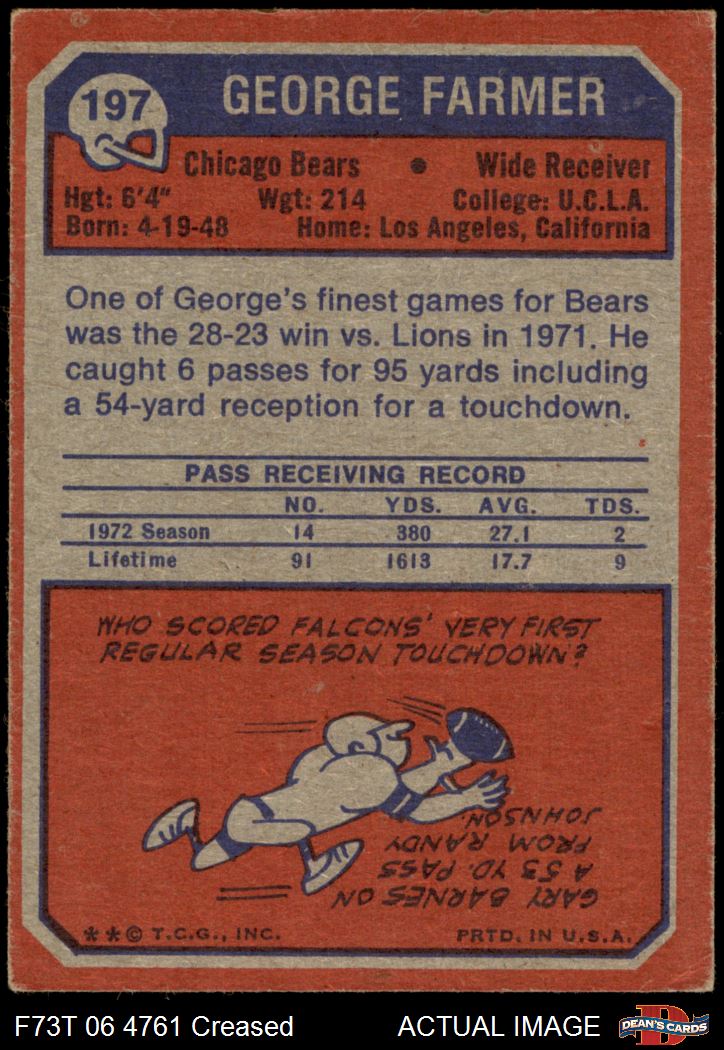 197
GEORGE FARMER
Chicago Bears • Wide Receiver
Hgt: 6'4" Wgt: 214 College: U.C.L.A.
Born: 4-19-48 Home: Los Angeles, California
One of George's finest games for Bears
was the 28-23 win vs. Lions in 1971. He
caught 6 passes for 95 yards including
a 54-yard reception for a touchdown.
PASS RECEIVING RECORD
NO. YDS. AVG. TDS.
1972 Season 14 380 27.1 2
Lifetime 91 1613 17.7 9
WHO SCORED FALCONS' VERY FIRST
REGULAR SEASON TOUCHDOWN?
GARY BARNES ON
A 53 YD. PASS
FROM RANDY
JOHNSON.
**© T.C.G., INC. PRTD. IN U.S.A.
F73T 06 4761 Creased ACTUAL IMAGE
D
DEAN'S CARDS